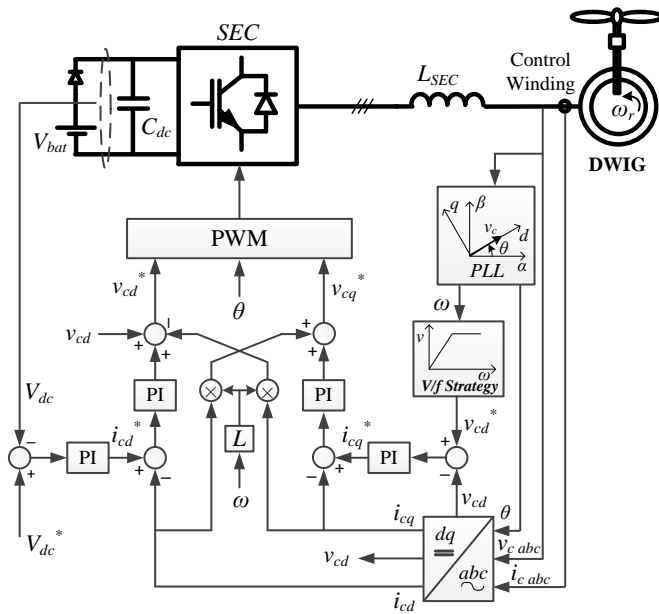 SEC
L_SEC
Control
Winding
V_bat
C_dc
ω_r
DWIG
q
β
v_c
d
θ
α
PLL
PWM
v_cd*
θ
v_cq*
ω
v
ω
V/f Strategy
v_cd
+
+
+
PI
×
×
+
+
PI
L
ω
V_dc
V_dc*
−
+
PI
i_cd*
+
−
i_cq*
+
−
PI
v_cd*
+
−
v_cd
i_cq
v_cd
i_cd
dq
=
abc
~
θ
v_c abc
i_c abc